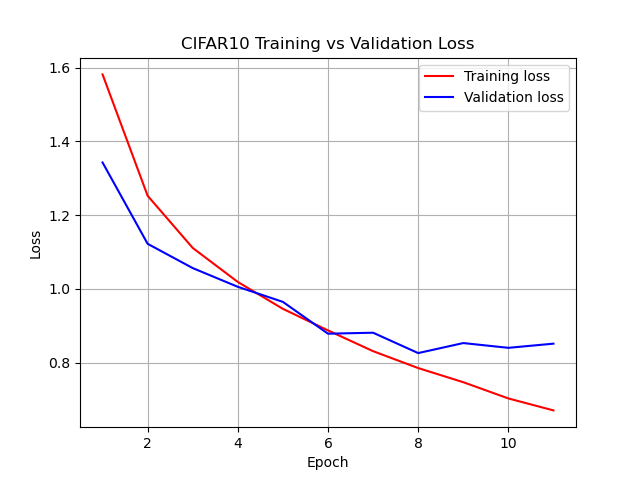 CIFAR10 Training vs Validation Loss
Training loss
Validation loss
1.6
1.4
1.2
1.0
0.8
Loss
2 4 6 8 10
Epoch